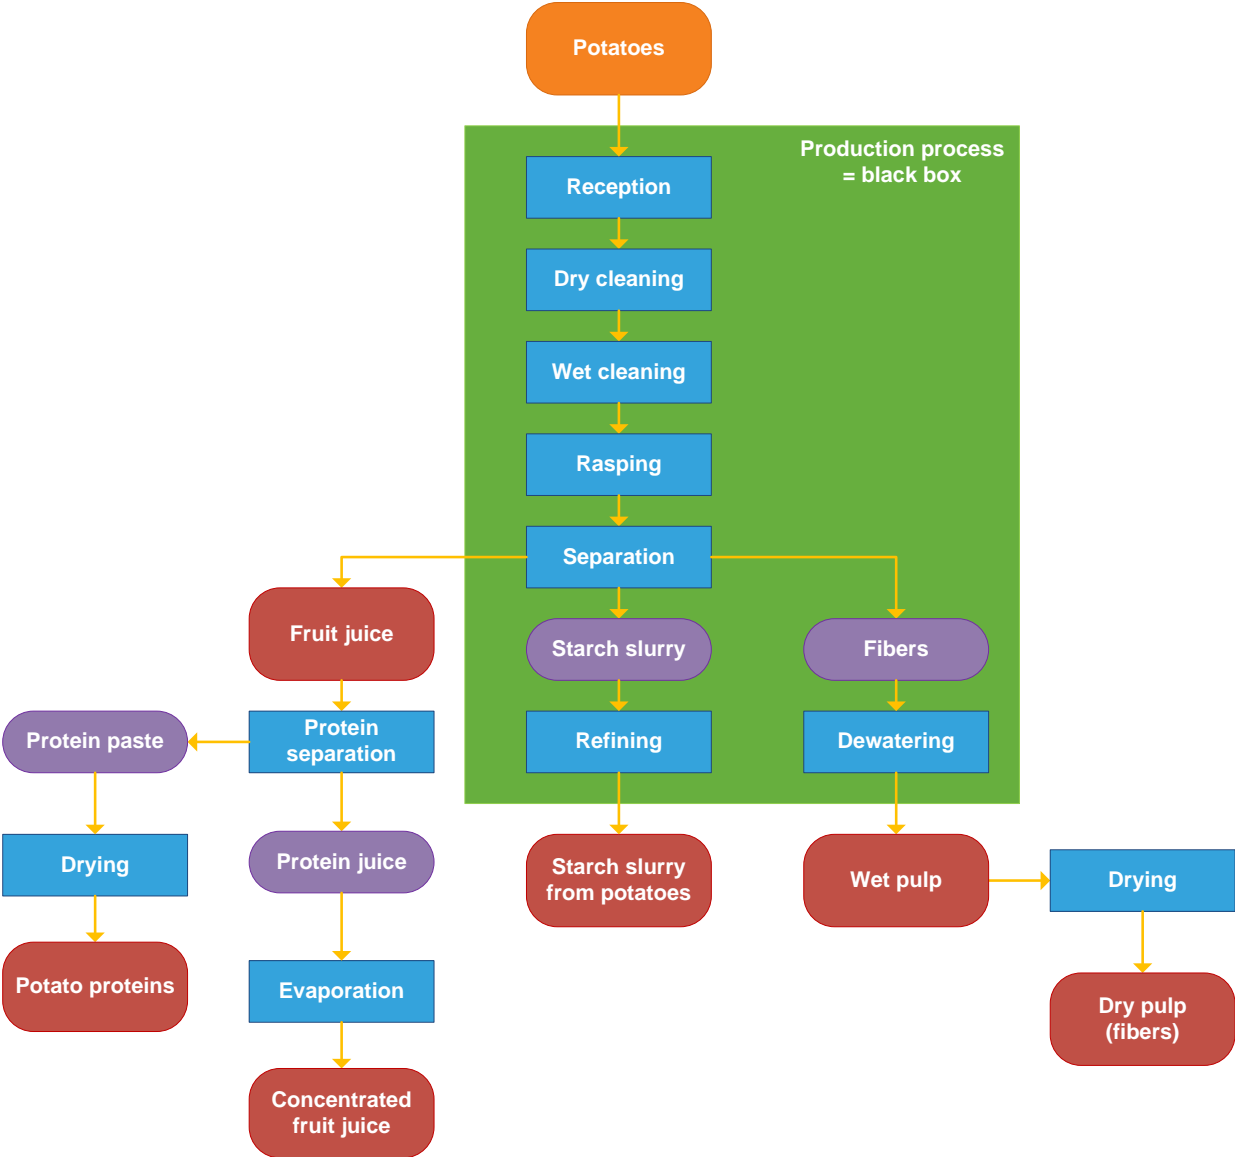 Potatoes
Production process
= black box
Reception
Dry cleaning
Wet cleaning
Rasping
Separation
Fruit juice
Starch slurry
Fibers
Protein paste
Protein
separation
Refining
Dewatering
Drying
Protein juice
Starch slurry
from potatoes
Wet pulp
Drying
Potato proteins
Evaporation
Dry pulp
(fibers)
Concentrated
fruit juice